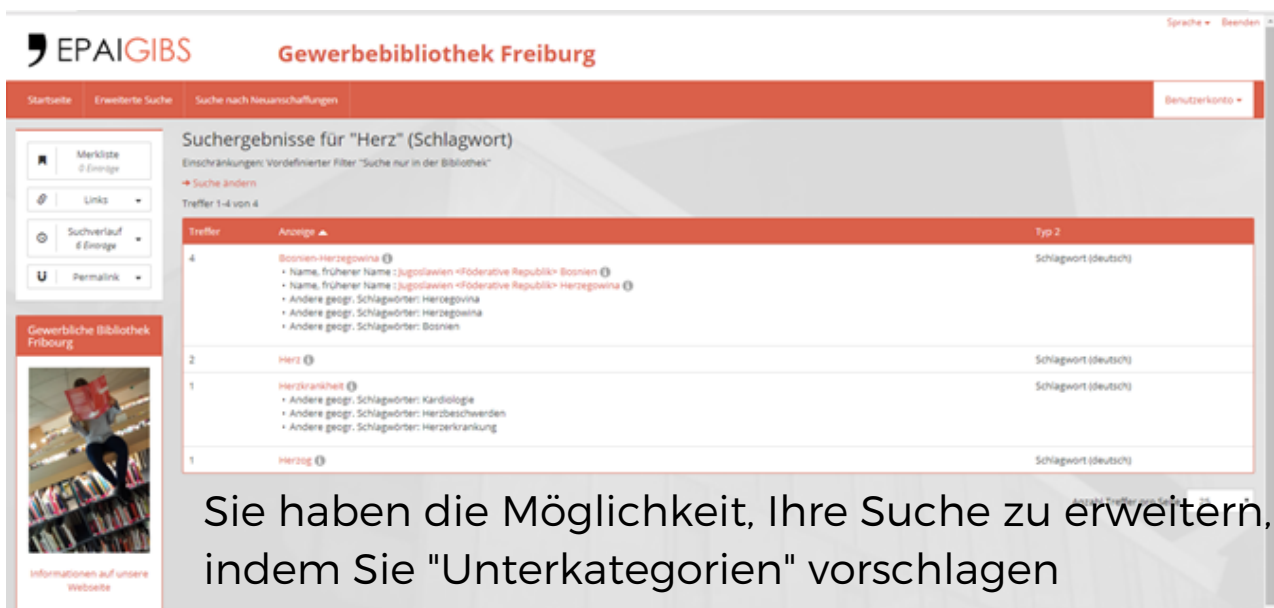 Sprache Beenden
EPAIGIBS
Gewerbebibliothek Freiburg
Startseite Erweiterte Suche Suche nach Neuanschaffungen Benutzerkonto
Merkliste
0 Einträge
Links
Suchverlauf
6 Einträge
Permalink
Gewerbliche Bibliothek
Fribourg
Informationen auf unsere
Webseite
Suchergebnisse für "Herz" (Schlagwort)
Einschränkungen: Vordefinierter Filter "Suche nur in der Bibliothek"
➔ Suche ändern
Treffer 1-4 von 4
Treffer Anzeige Typ 2
4 Bosnien-Herzegowina Schlagwort (deutsch)
• Name, früherer Name : Jugoslawien <Föderative Republik> Bosnien
• Name, früherer Name : Jugoslawien <Föderative Republik> Herzegowina
• Andere geogr. Schlagwörter: Hercegovina
• Andere geogr. Schlagwörter: Herzegowina
• Andere geogr. Schlagwörter: Bosnien
2 Herz Schlagwort (deutsch)
1 Herzkrankheit Schlagwort (deutsch)
• Andere geogr. Schlagwörter: Kardiologie
• Andere geogr. Schlagwörter: Herzbeschwerden
• Andere geogr. Schlagwörter: Herzerkrankung
1 Herzog Schlagwort (deutsch)
Anzahl Treffer pro Seite 25
Sie haben die Möglichkeit, Ihre Suche zu erweitern,
indem Sie "Unterkategorien" vorschlagen